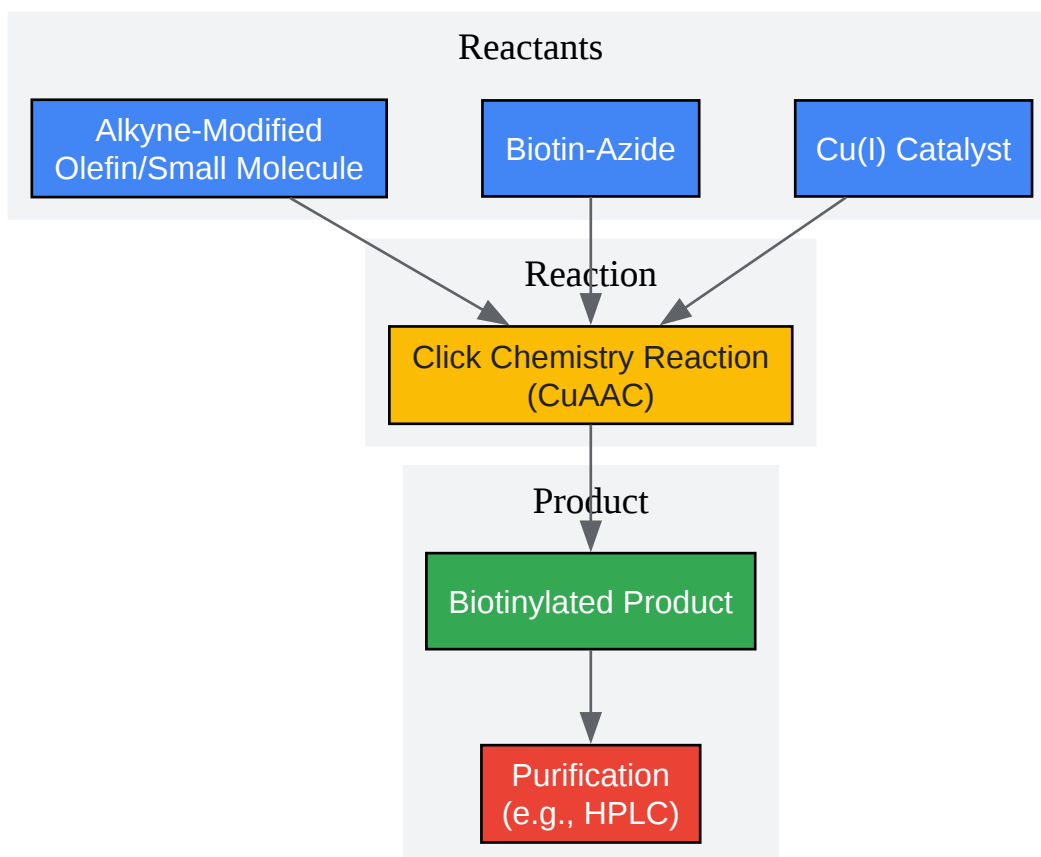 Reactants
Alkyne-Modified
Olefin/Small Molecule
Biotin-Azide
Cu(I) Catalyst
Reaction
Click Chemistry Reaction
(CuAAC)
Product
Biotinylated Product
Purification
(e.g., HPLC)